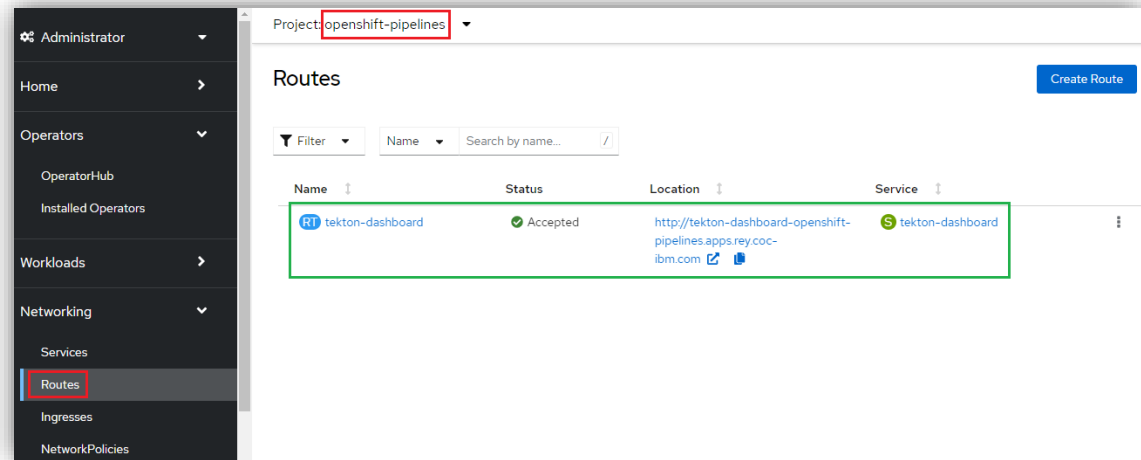 Administrator
Home
Operators
OperatorHub
Installed Operators
Workloads
Networking
Services
Routes
Ingresses
NetworkPolicies
Project: openshift-pipelines
Routes
Create Route
Filter
Name
Search by name...
/
Name
Status
Location
Service
RT tekton-dashboard
Accepted
http://tekton-dashboard-openshift-
pipelines.apps.rey.coc-
ibm.com
S tekton-dashboard